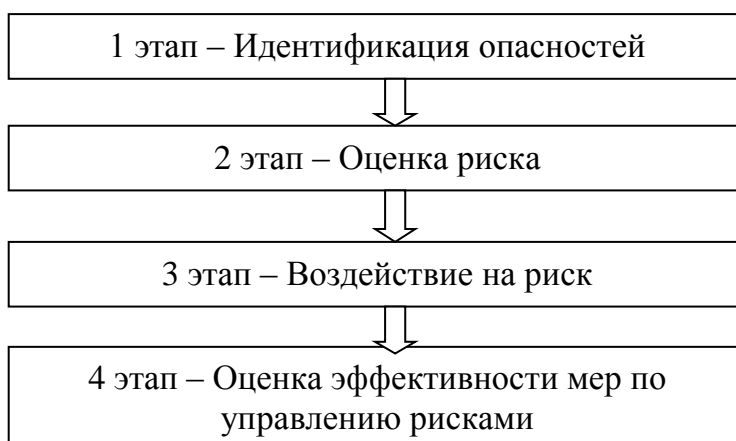 1 этап – Идентификация опасностей
2 этап – Оценка риска
3 этап – Воздействие на риск
4 этап – Оценка эффективности мер по
управлению рисками